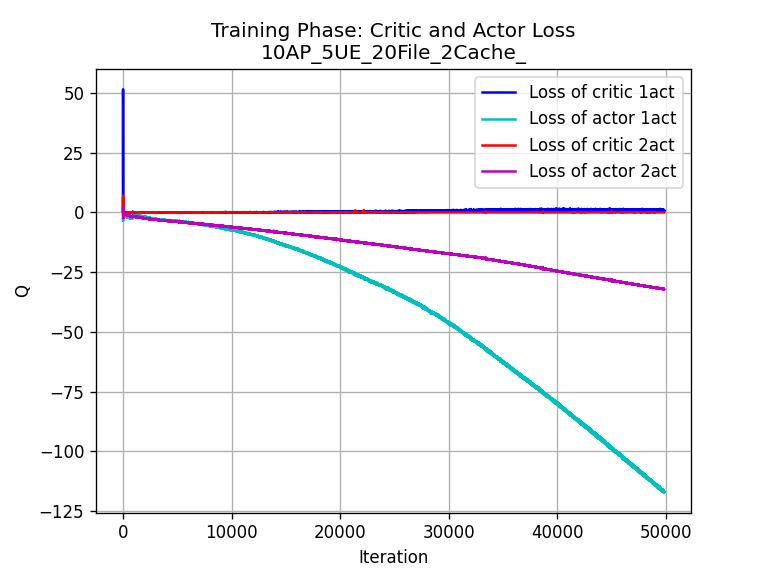 Training Phase: Critic and Actor Loss
10AP_5UE_20File_2Cache_
Loss of critic 1act
Loss of actor 1act
Loss of critic 2act
Loss of actor 2act
Q
50
25
0
−25
−50
−75
−100
−125
0 10000 20000 30000 40000 50000
Iteration